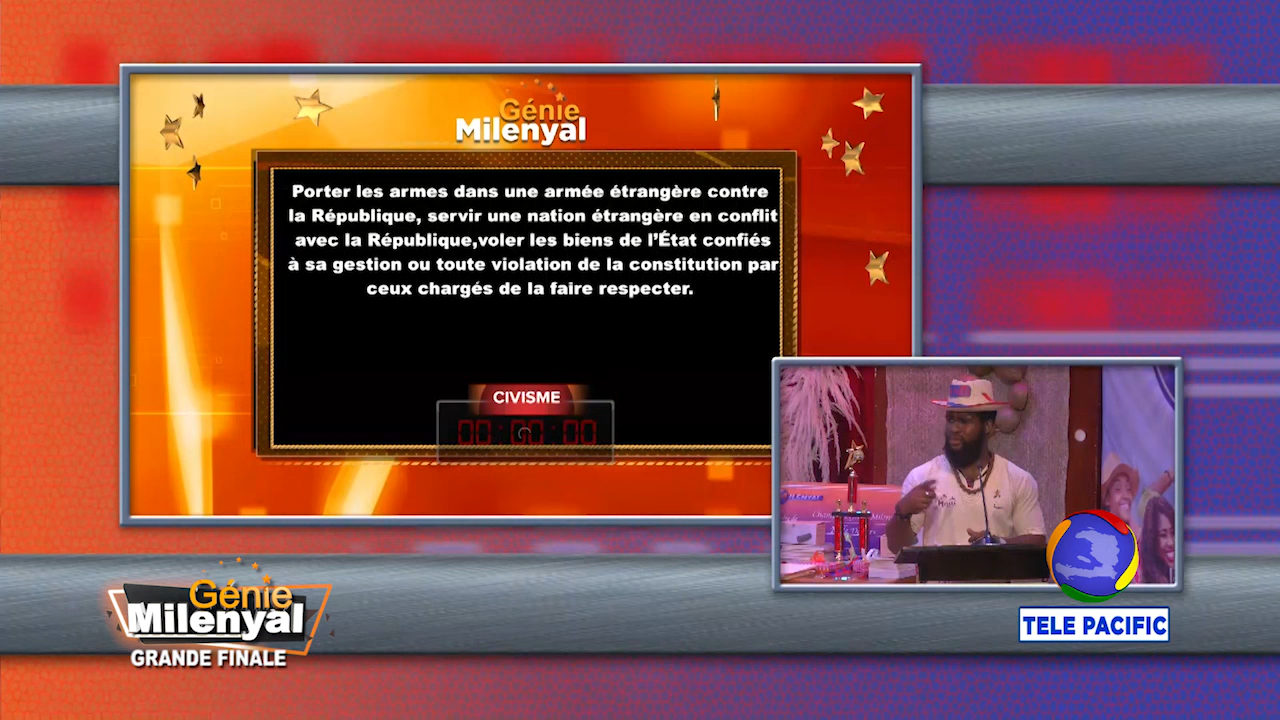 Génie
Milenyal
Porter les armes dans une armée étrangère contre
la République, servir une nation étrangère en conflit
avec la République,voler les biens de l'État confiés
à sa gestion ou toute violation de la constitution par
ceux chargés de la faire respecter.
CIVISME
00:00:00
Génie
Milenyal
GRANDE FINALE
TELE PACIFIC